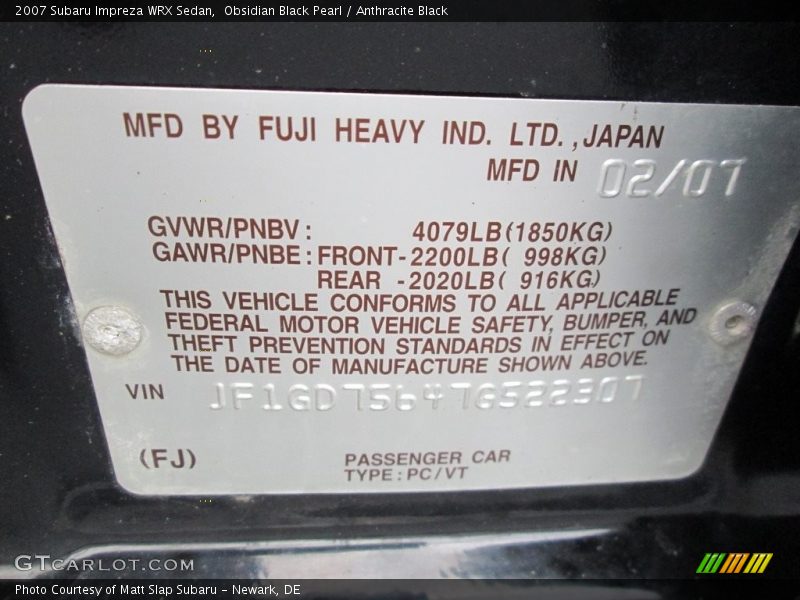 2007 Subaru Impreza WRX Sedan,  Obsidian Black Pearl / Anthracite Black
MFD BY FUJI HEAVY IND. LTD.,JAPAN
MFD IN 02/07
GVWR/PNBV: 4079LB(1850KG)
GAWR/PNBE:FRONT-2200LB( 998KG)
REAR -2020LB( 916KG)
THIS VEHICLE CONFORMS TO ALL APPLICABLE
FEDERAL MOTOR VEHICLE SAFETY, BUMPER, AND
THEFT PREVENTION STANDARDS IN EFFECT ON
THE DATE OF MANUFACTURE SHOWN ABOVE.
VIN JF1GD75647G522307
(FJ)
PASSENGER CAR
TYPE:PC/VT
GTCARLOT.COM
Photo Courtesy of Matt Slap Subaru - Newark, DE